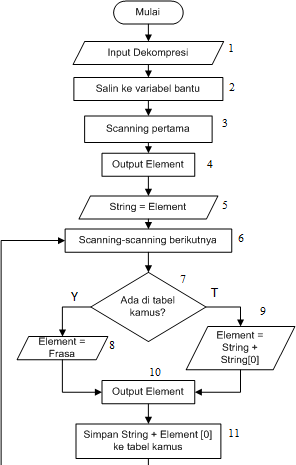 Mulai
Input Dekompresi
1
Salin ke variabel bantu
2
Scanning pertama
3
Output Element
4
String = Element
5
Scanning-scanning berikutnya
6
7
Ada di tabel
kamus?
Y
T
9
Element =
Frasa
8
Element =
String +
String[0]
10
Output Element
Simpan String + Element [0]
ke tabel kamus
11